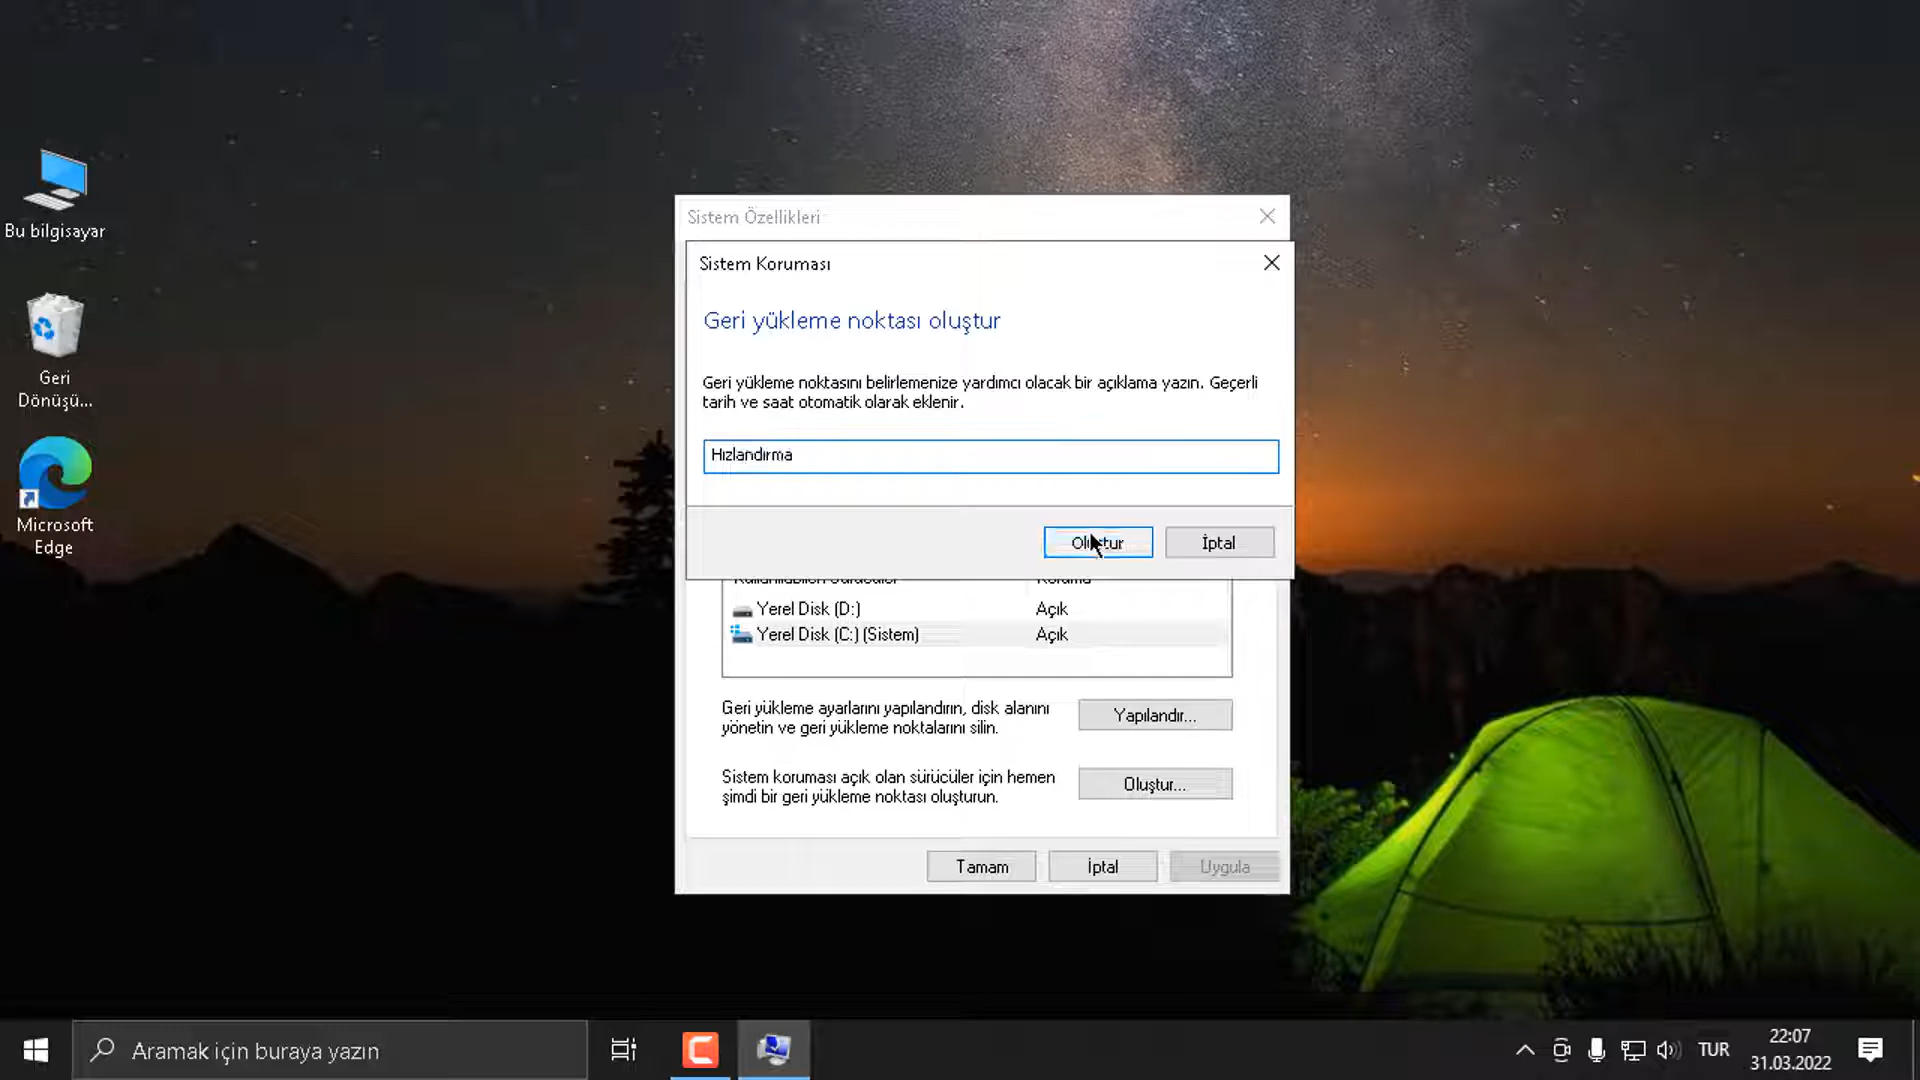 Bu bilgisayar
Geri
Dönüşü...
Microsoft
Edge
Sistem Özellikleri
Sistem Koruması
Geri yükleme noktası oluştur
Geri yükleme noktasını belirlemenize yardımcı olacak bir açıklama yazın. Geçerli
tarih ve saat otomatik olarak eklenir.
Hızlandırma
İptal
Yerel Disk (D:) Açık
Yerel Disk (C:) (Sistem) Açık
Geri yükleme ayarlarını yapılandırın, disk alanını
yönetin ve geri yükleme noktalarını silin.
Yapılandır...
Sistem koruması açık olan sürücüler için hemen
şimdi bir geri yükleme noktası oluşturun.
Oluştur...
Tamam İptal Uygula
Aramak için buraya yazın
TUR
22:07
31.03.2022